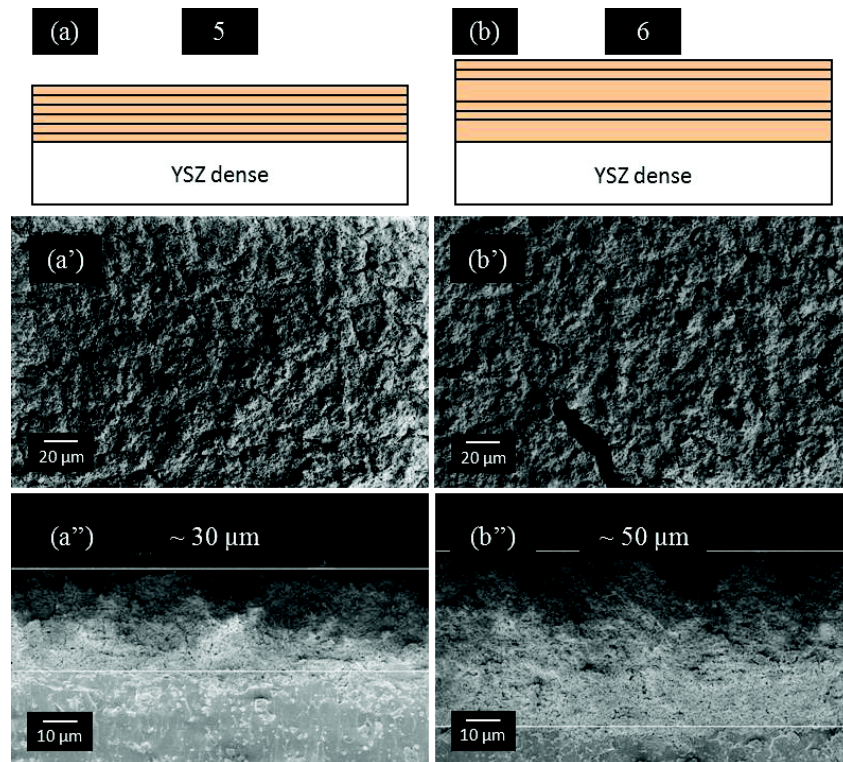 (a) 5 (b) 6
YSZ dense YSZ dense
(a’) (b’)
20 µm 20 µm
(a’’) ~ 30 µm (b’’) ~ 50 µm
10 µm 10 µm